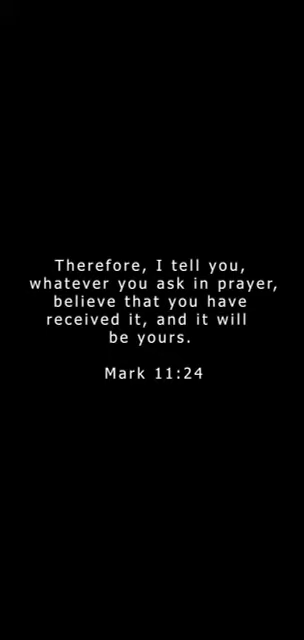 Therefore, I tell you,
whatever you ask in prayer,
believe that you have
received it, and it will
be yours.
Mark 11:24